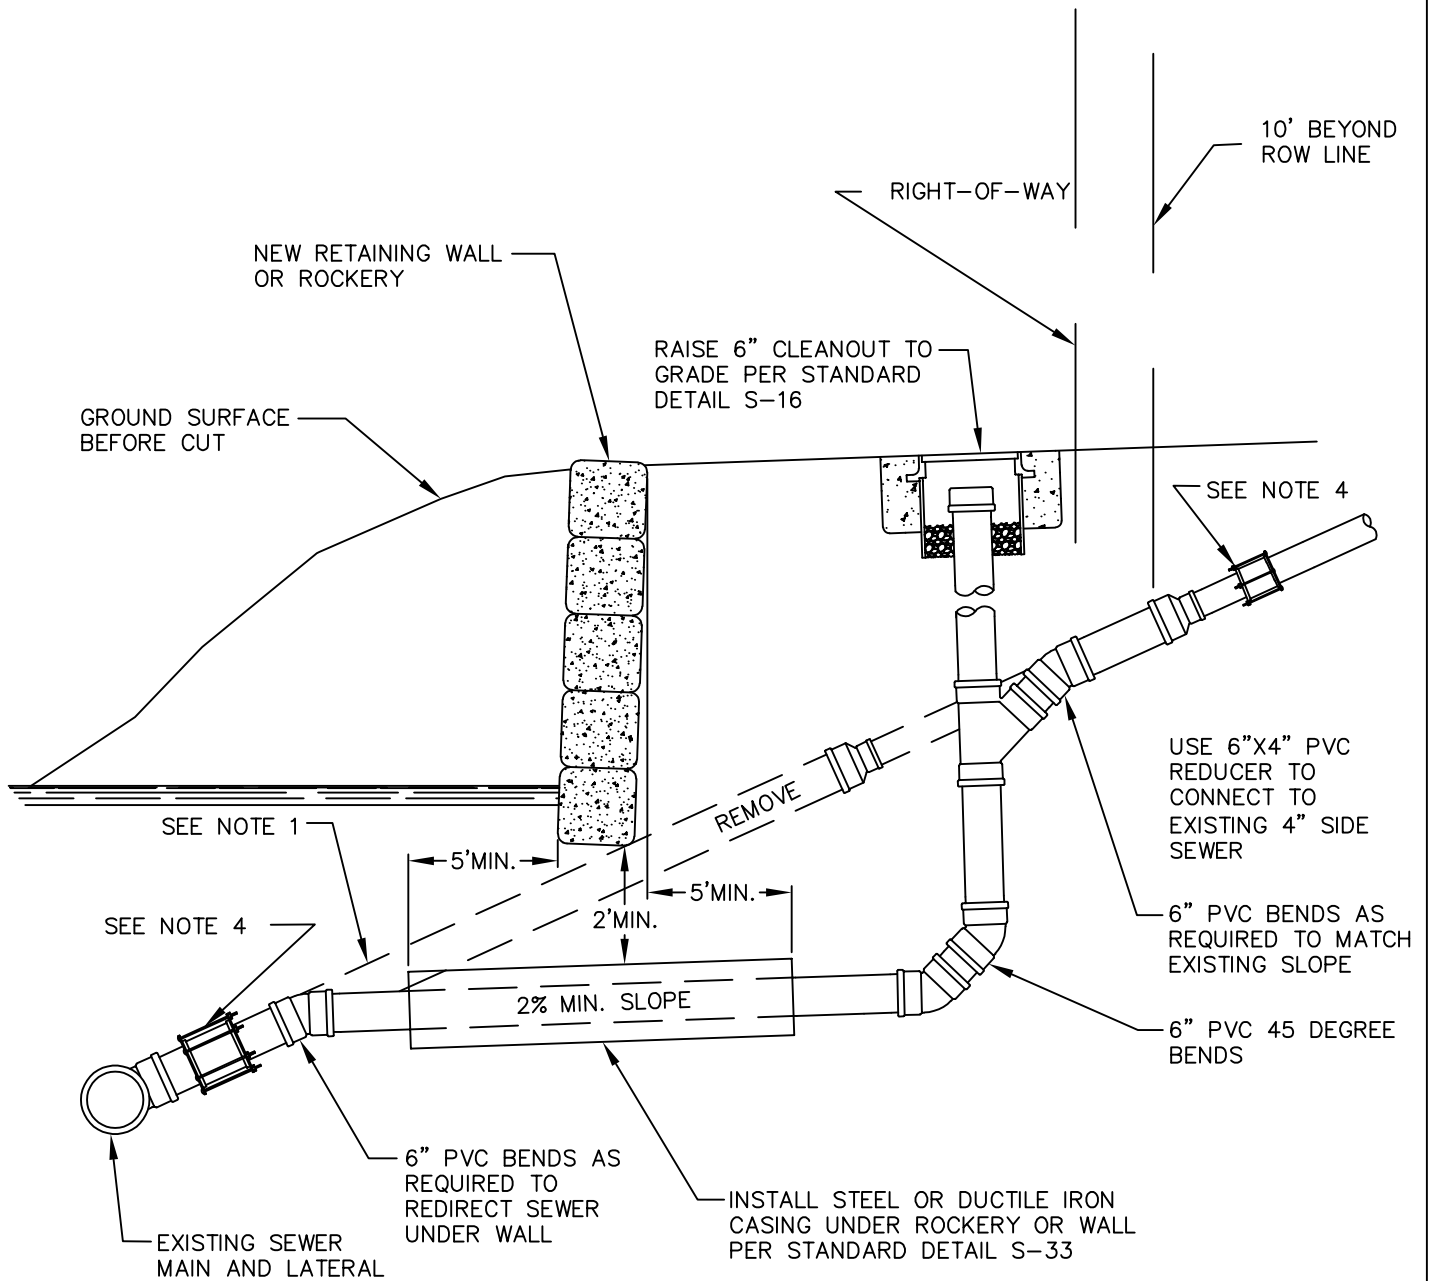 10' BEYOND
ROW LINE
RIGHT-OF-WAY
NEW RETAINING WALL
OR ROCKERY
RAISE 6" CLEANOUT TO
GRADE PER STANDARD
DETAIL S-16
GROUND SURFACE
BEFORE CUT
SEE NOTE 4
USE 6"X4" PVC
REDUCER TO
CONNECT TO
EXISTING 4" SIDE
SEWER
REMOVE
SEE NOTE 1
5'MIN.
5'MIN.
2'MIN.
SEE NOTE 4
6" PVC BENDS AS
REQUIRED TO MATCH
EXISTING SLOPE
2% MIN. SLOPE
6" PVC 45 DEGREE
BENDS
6" PVC BENDS AS
REQUIRED TO
REDIRECT SEWER
UNDER WALL
INSTALL STEEL OR DUCTILE IRON
CASING UNDER ROCKERY OR WALL
PER STANDARD DETAIL S-33
EXISTING SEWER
MAIN AND LATERAL